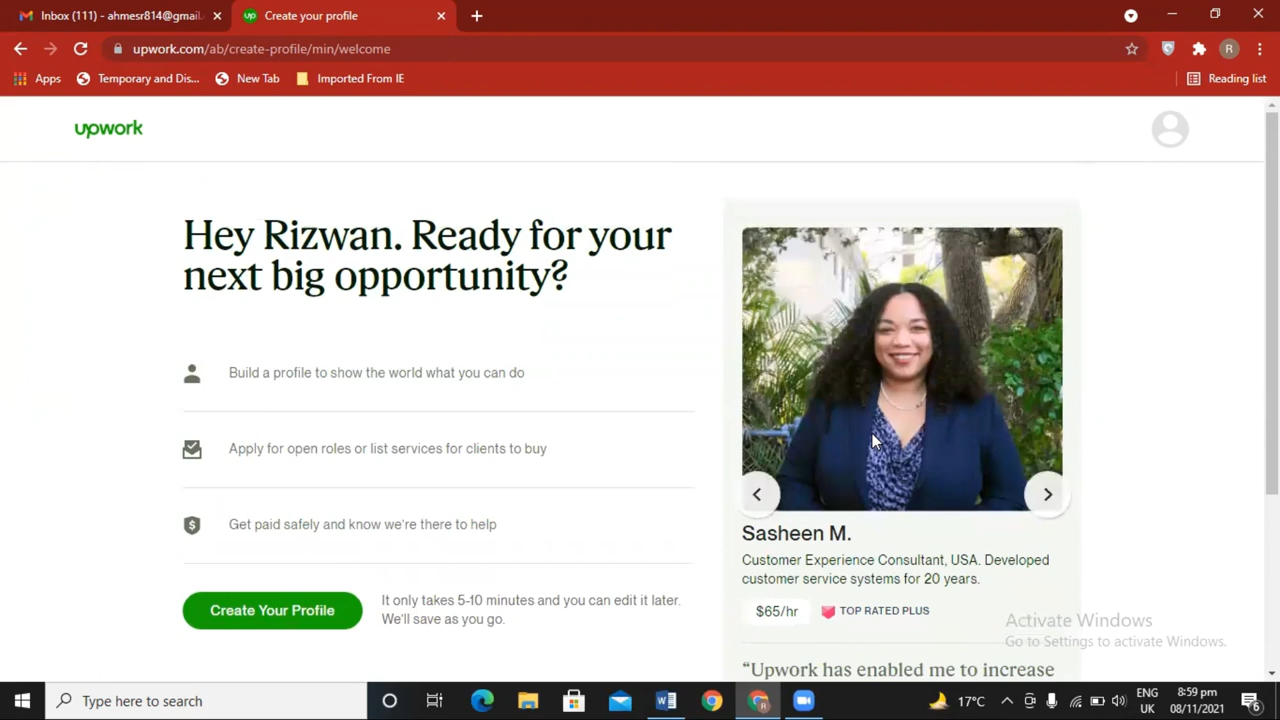 Inbox (111) - ahmesr814@gmail.
Create your profile
upwork.com/ab/create-profile/min/welcome
R
Apps
Temporary and Dis...
New Tab
Imported From IE
Reading list
upwork
Hey Rizwan. Ready for your
next big opportunity?
Build a profile to show the world what you can do
Apply for open roles or list services for clients to buy
Get paid safely and know we're there to help
Create Your Profile
It only takes 5-10 minutes and you can edit it later.
We'll save as you go.
Sasheen M.
Customer Experience Consultant, USA. Developed
customer service systems for 20 years.
$65/hr
TOP RATED PLUS
"Upwork has enabled me to increase
Activate Windows
Go to Settings to activate Windows.
Type here to search
17°C
ENG
UK
8:59 pm
08/11/2021
6